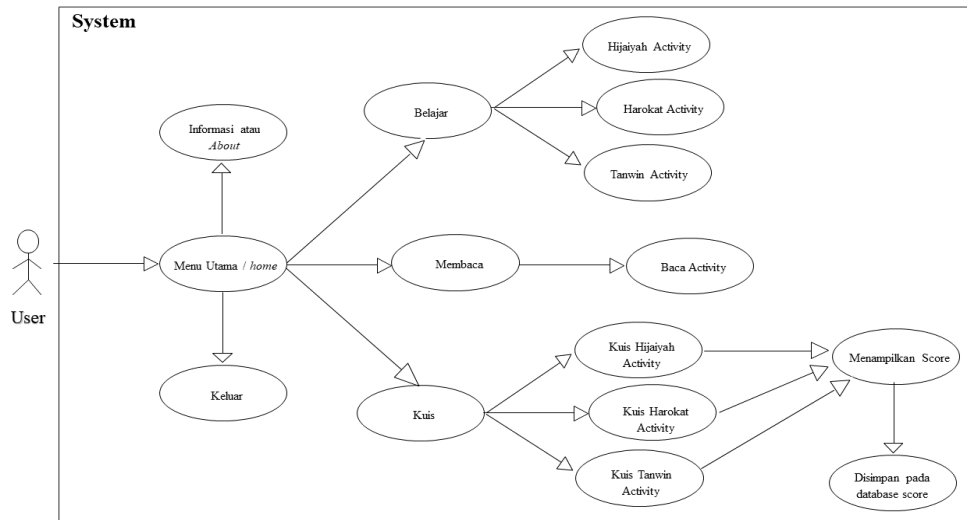 System
Hijaiyah Activity
Belajar
Harokat Activity
Informasi atau
About
Tanwin Activity
User
Menu Utama / home
Membaca
Baca Activity
Keluar
Kuis
Kuis Hijaiyah
Activity
Menampilkan Score
Kuis Harokat
Activity
Kuis Tanwin
Activity
Disimpan pada
database score